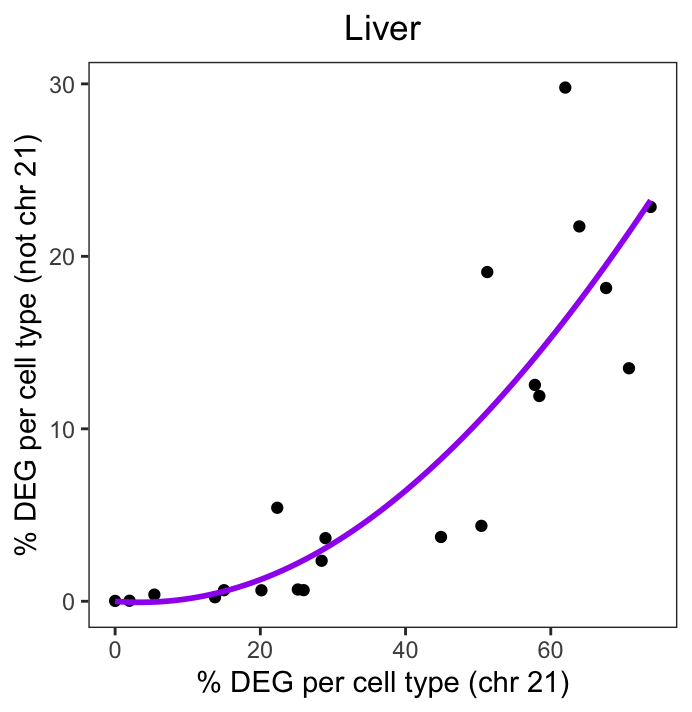 Liver
% DEG per cell type (not chr 21)
30
20
10
0
0 20 40 60
% DEG per cell type (chr 21)